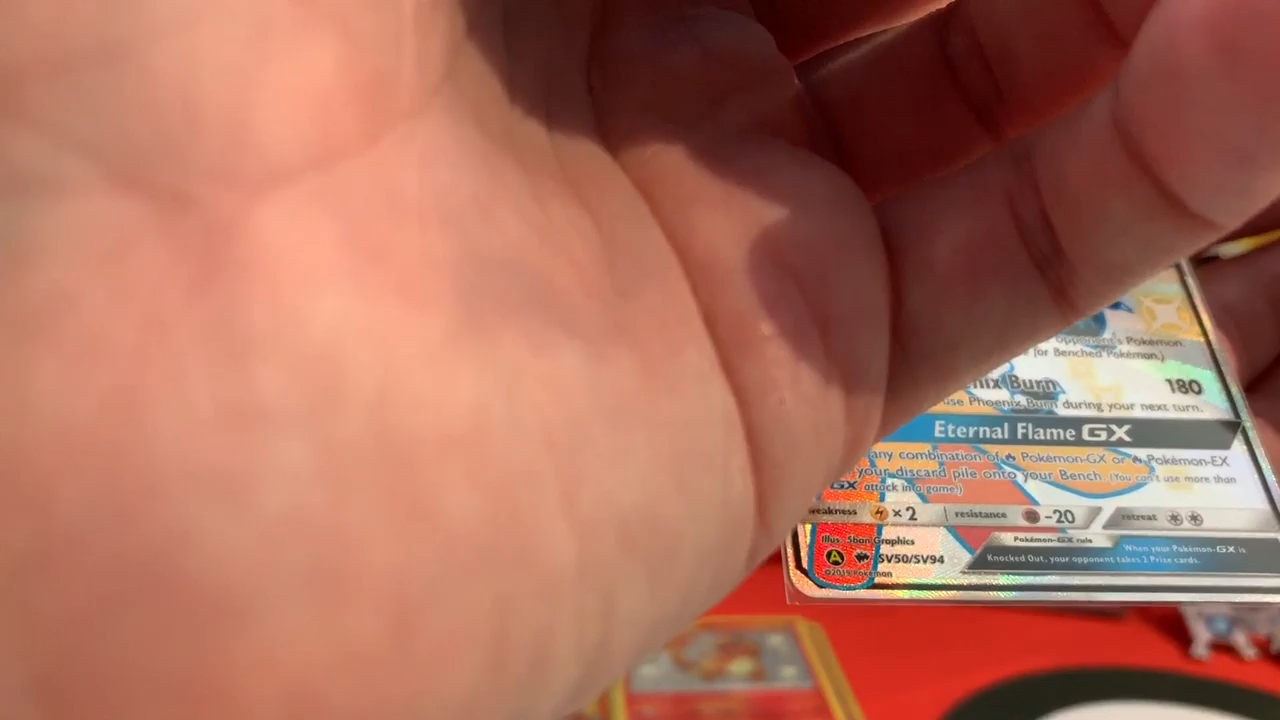 opponent's Pokémon.
for Benched Pokémon.)
Burn 180
use Phoenix Burn during your next turn.
Eternal Flame GX
any combination of Pokémon-GX or Pokémon-EX
your discard pile onto your Bench. (You can't use more than
GX attack in a game.)
weakness ×2 resistance -20 retreat
Illus. 5ban Graphics
Pokémon-GX rule
When your Pokémon-GX is
A SV50/SV94
Knocked Out, your opponent takes 2 Prize cards.
©2019 Pokémon